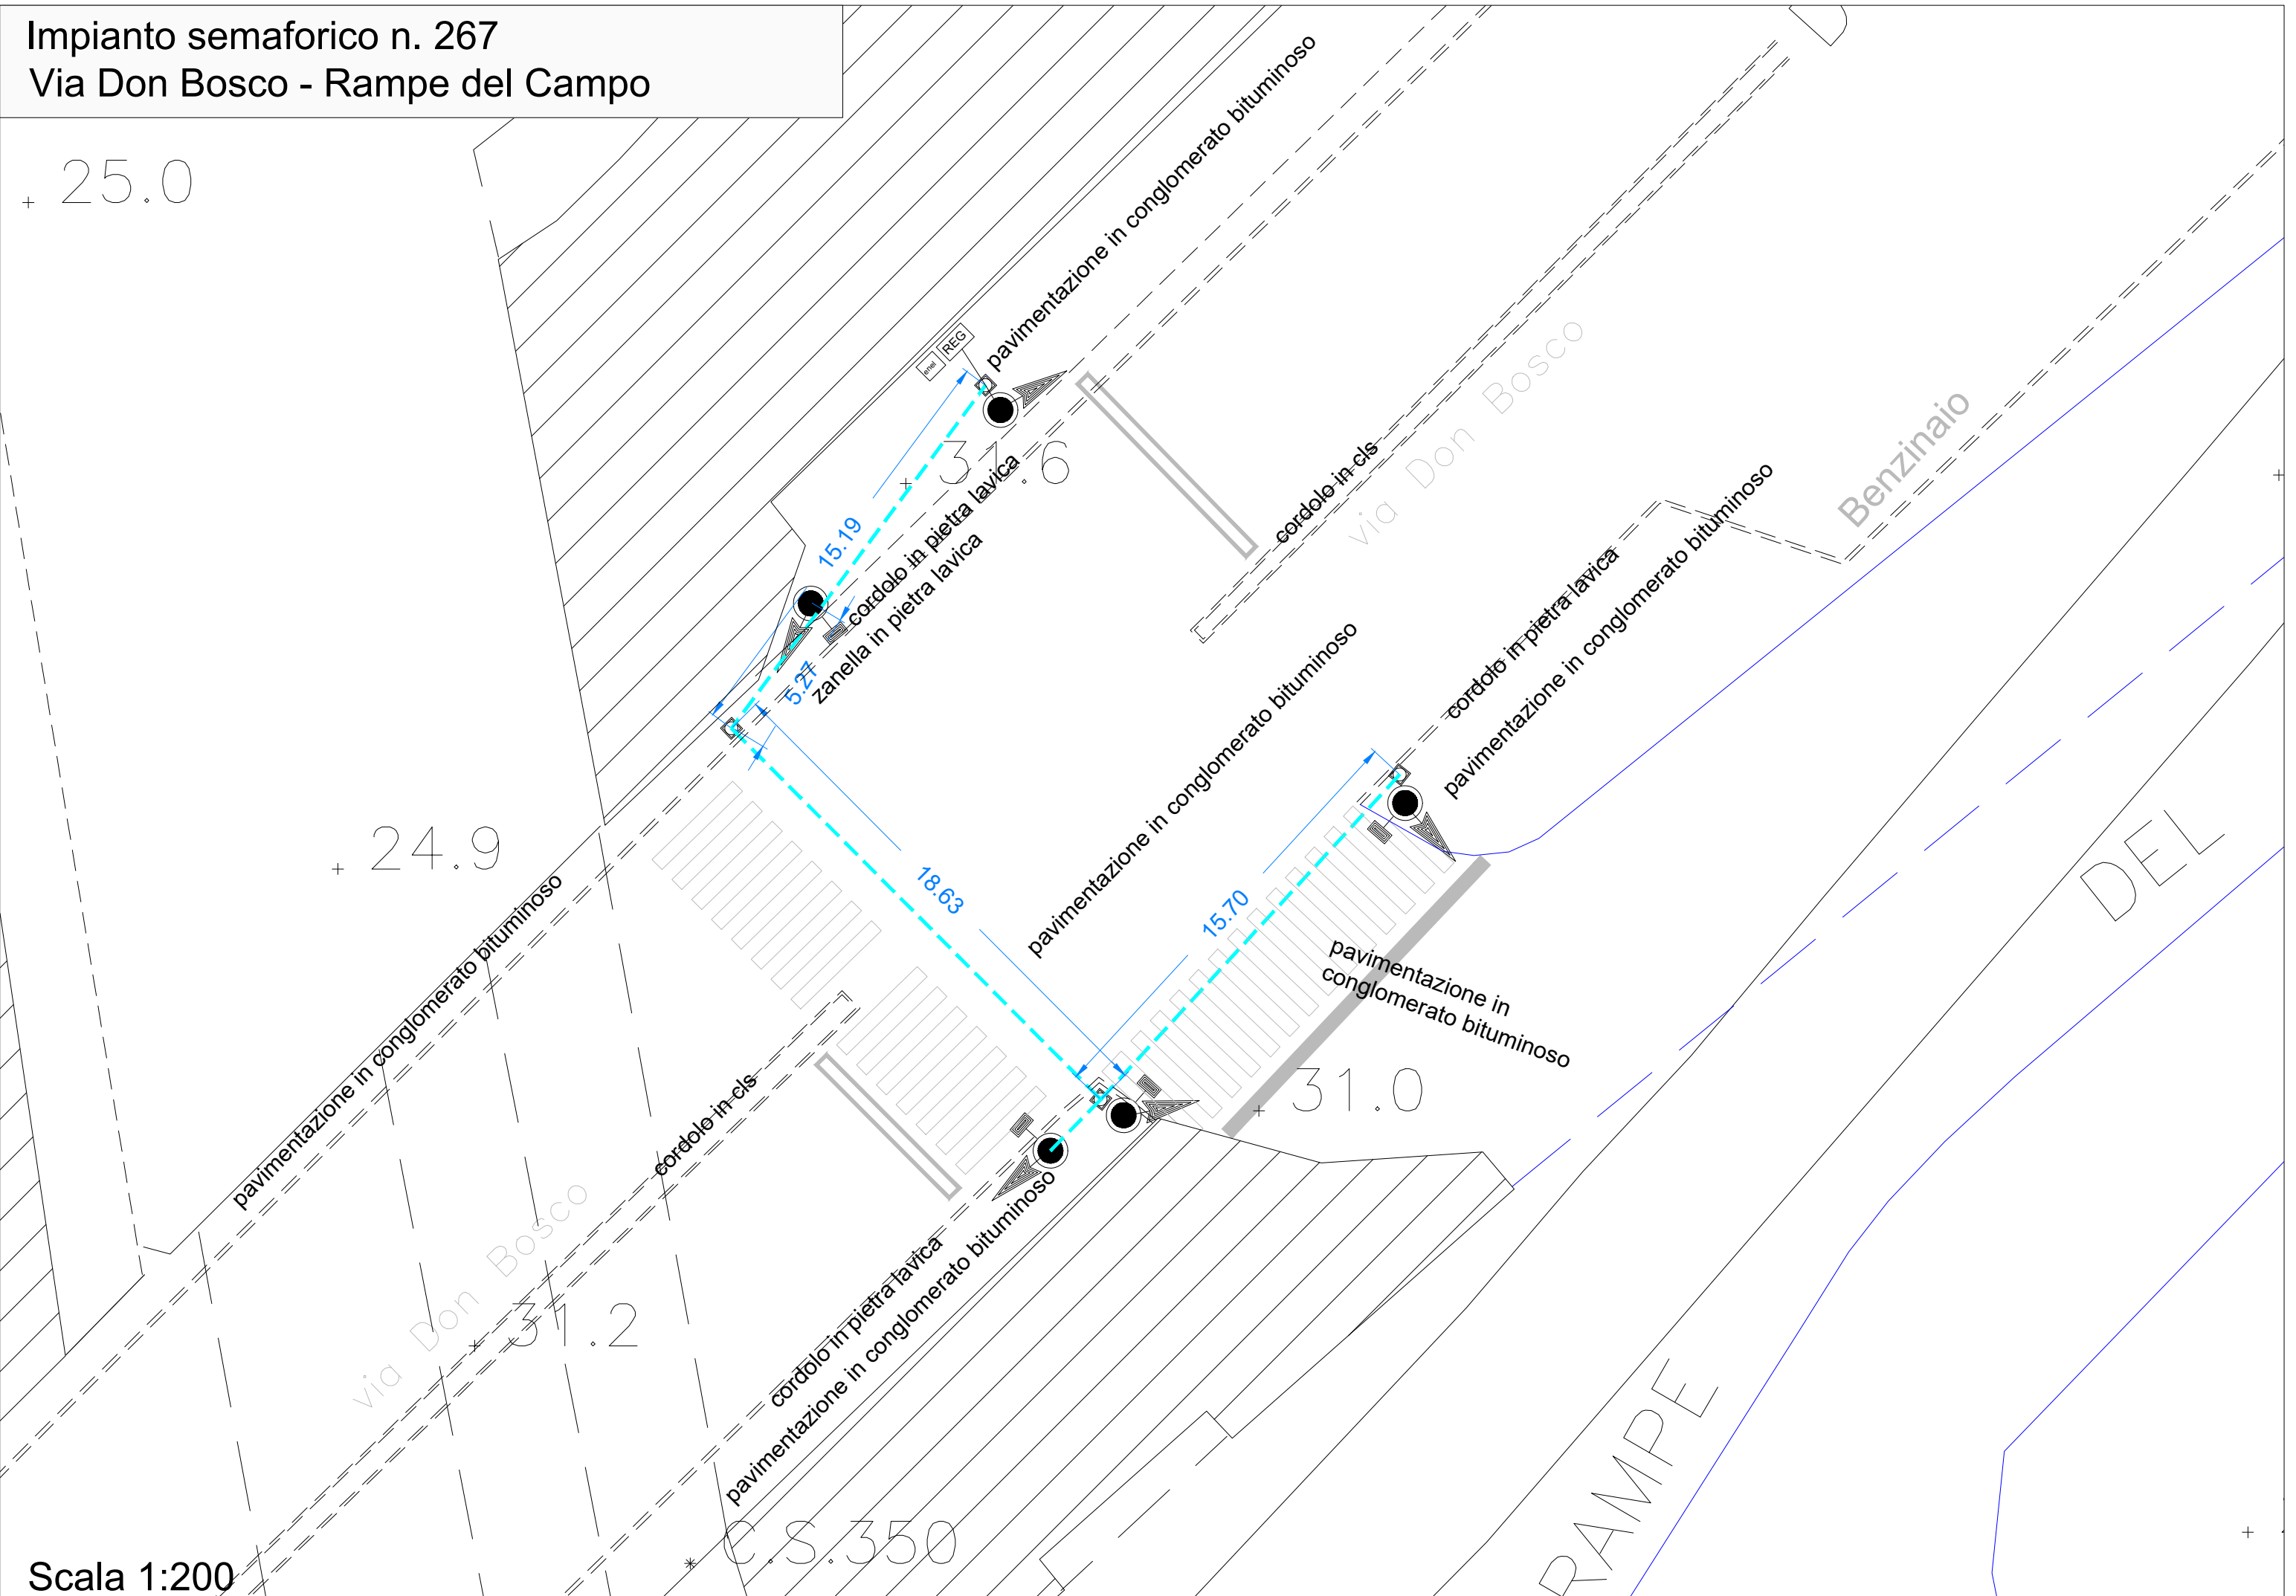 Impianto semaforico n. 267
Via Don Bosco - Rampe del Campo
25.0
pavimentazione in conglomerato bituminoso
REG
enel
31.6
15.19
cordolo in pietra lavica
zanella in pietra lavica
5.27
cordolo in cls
via Don Bosco
Benzinaio
cordolo in pietra lavica
pavimentazione in conglomerato bituminoso
pavimentazione in conglomerato bituminoso
24.9
18.63
15.70
DEL
pavimentazione in
conglomerato bituminoso
pavimentazione in conglomerato bituminoso
31.0
cordolo in cls
via Don Bosco
31.2
cordolo in pietra lavica
pavimentazione in conglomerato bituminoso
RAMPE
C.S.350
Scala 1:200